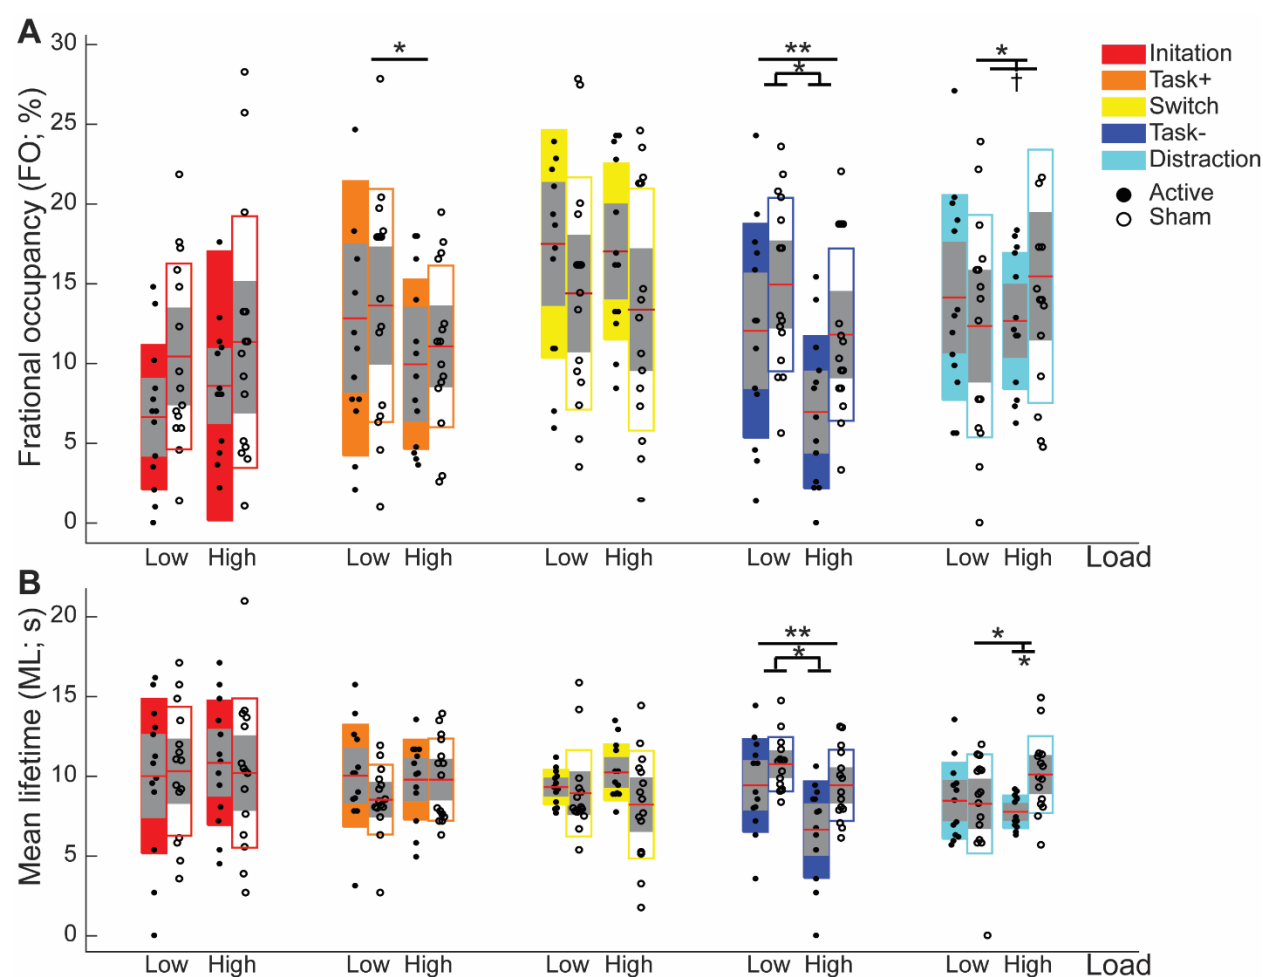 A
Frational occupancy (FO; %)
30
25
20
15
10
5
0
*
**
*
*
†
Initation
Task+
Switch
Task-
Distraction
Active
Sham
Low High Low High Low High Low High Low High Load
B
Mean lifetime (ML; s)
20
15
10
5
0
**
*
*
*
Low High Low High Low High Low High Low High Load